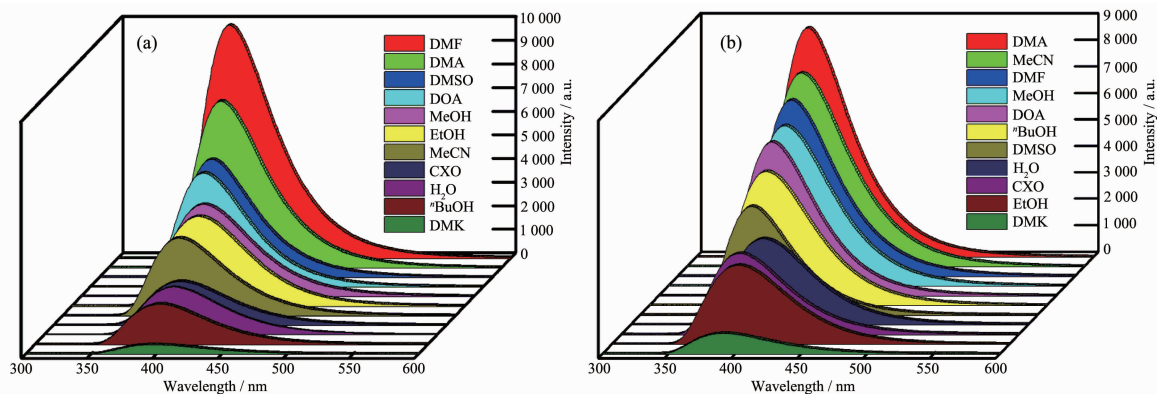 (a)
DMF
DMA
DMSO
DOA
MeOH
EtOH
MeCN
CXO
H₂O
ⁿBuOH
DMK
10 000
9 000
8 000
7 000
6 000
5 000
4 000
3 000
2 000
1 000
0
Intensity / a.u.
300 350 400 450 500 550 600
Wavelength / nm
(b)
DMA
MeCN
DMF
MeOH
DOA
ⁿBuOH
DMSO
H₂O
CXO
EtOH
DMK
9 000
8 000
7 000
6 000
5 000
4 000
3 000
2 000
1 000
0
Intensity / a.u.
300 350 400 450 500 550 600
Wavelength / nm